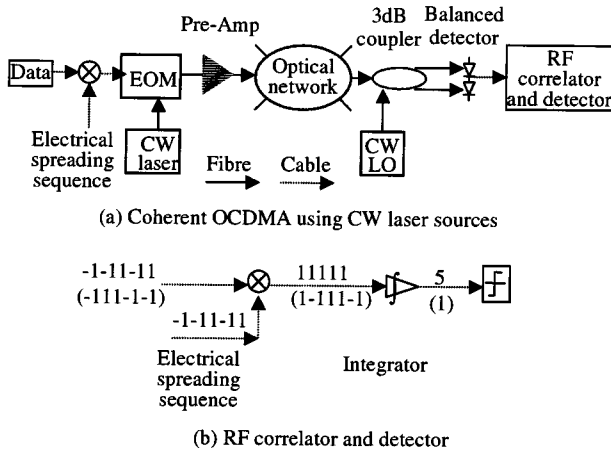 Pre-Amp
3dB
coupler
Balanced
detector
Data
EOM
Optical
network
RF
correlator
and detector
Electrical
spreading
sequence
CW
laser
Fibre
Cable
CW
LO
(a) Coherent OCDMA using CW laser sources
-1-11-11
(-111-1-1)
11111
(1-111-1)
5
(1)
-1-11-11
Electrical
spreading
sequence
Integrator
(b) RF correlator and detector